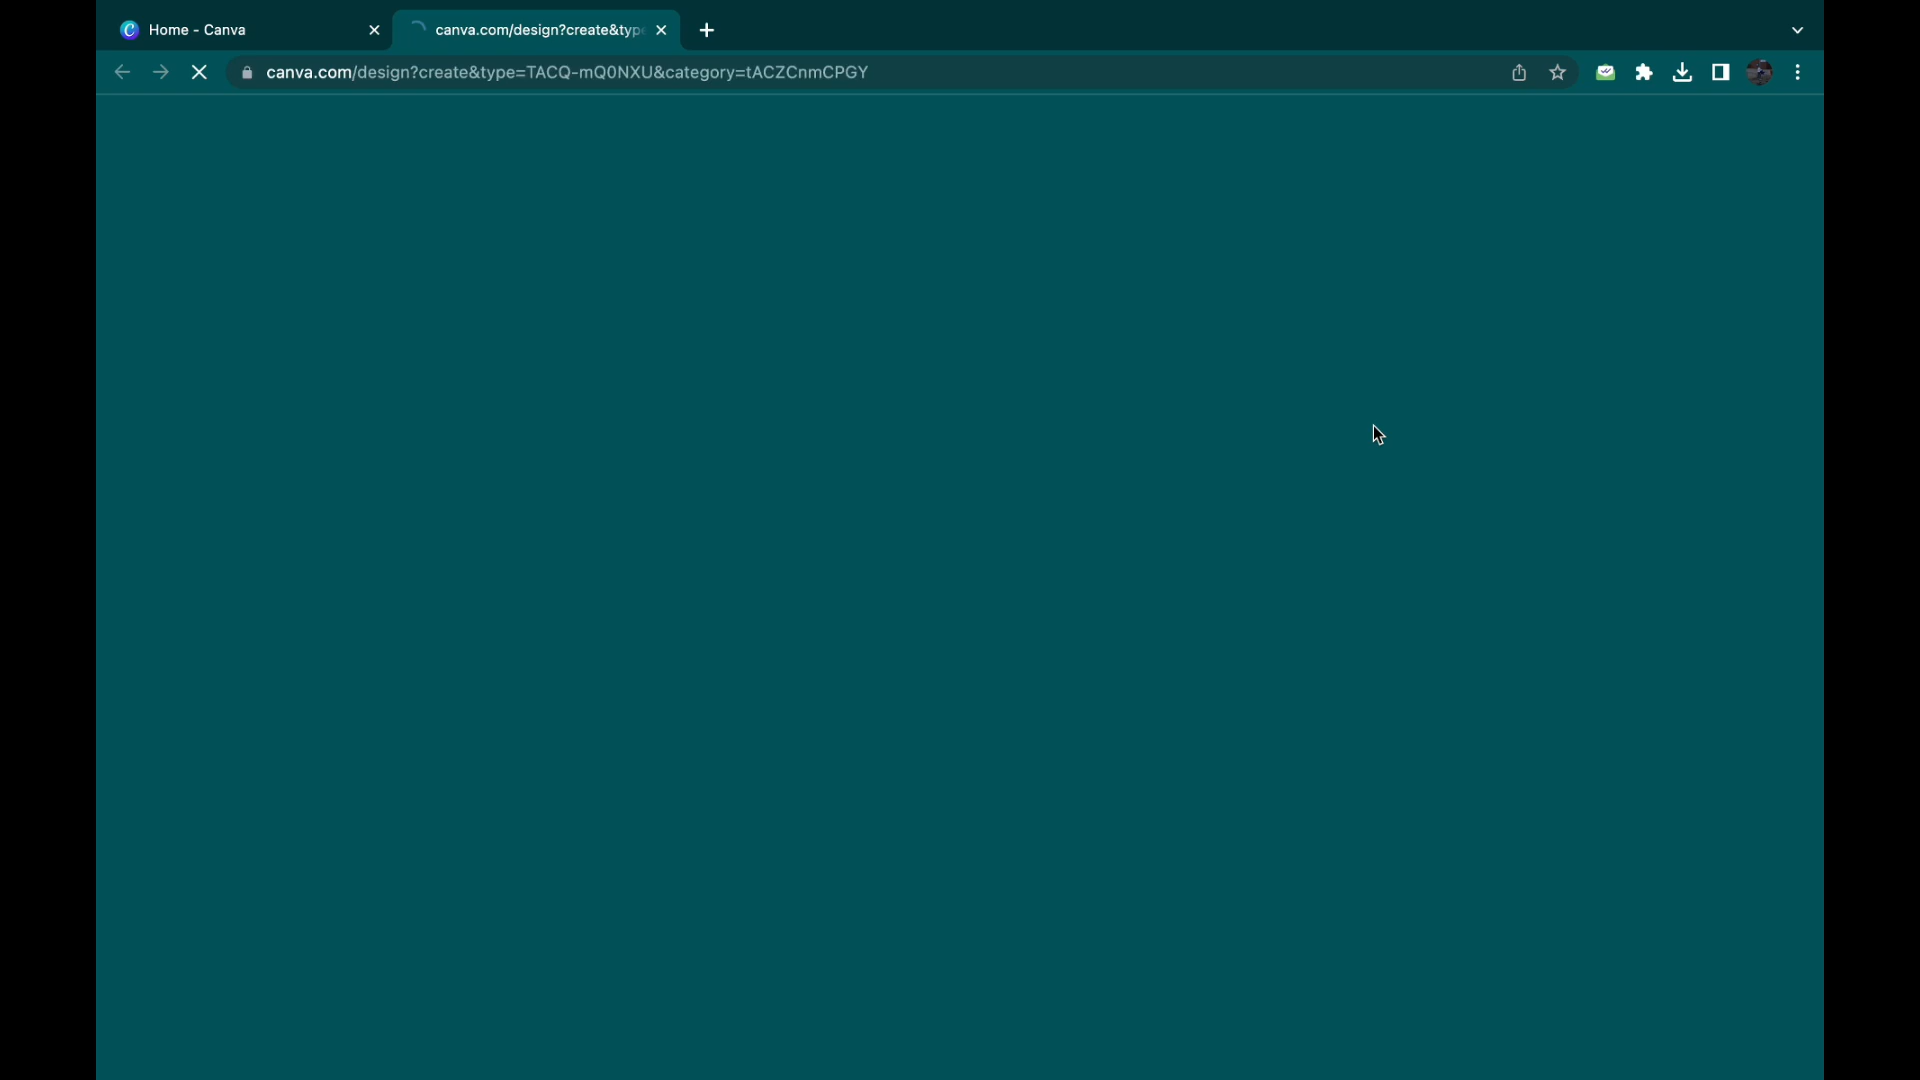 Home - Canva
canva.com/design?create&typ
canva.com/design?create&type=TACQ-mQ0NXU&category=tACZCnmCPGY